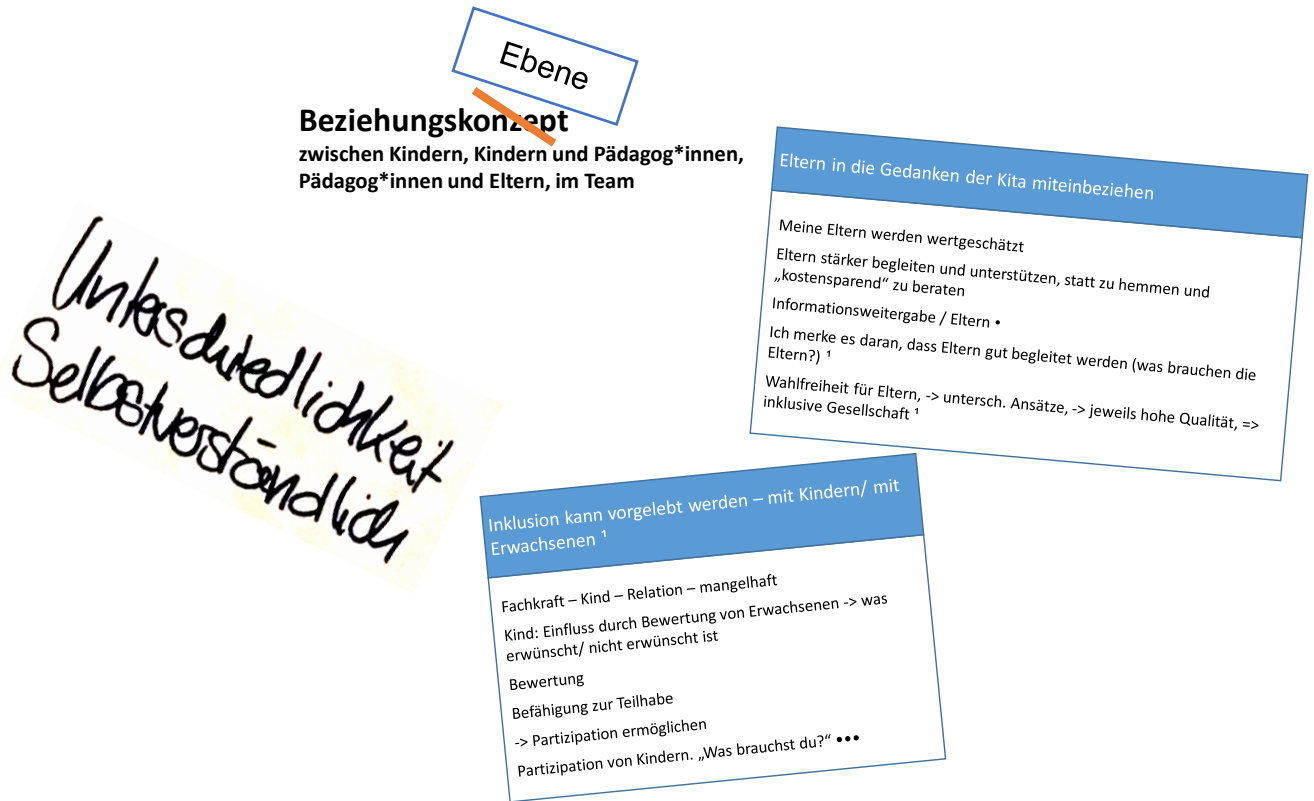 Ebene
Beziehungskonzept
zwischen Kindern, Kindern und Pädagog*innen,
Pädagog*innen und Eltern, im Team
Eltern in die Gedanken der Kita miteinbeziehen
Meine Eltern werden wertgeschätzt
Eltern stärker begleiten und unterstützen, statt zu hemmen und
„kostensparend“ zu beraten
Informationsweitergabe / Eltern •
Ich merke es daran, dass Eltern gut begleitet werden (was brauchen die
Eltern?) ¹
Wahlfreiheit für Eltern, -> untersch. Ansätze, -> jeweils hohe Qualität, =>
inklusive Gesellschaft ¹
Unterschiedlichkeit
Selbstverständlich
Inklusion kann vorgelebt werden – mit Kindern/ mit
Erwachsenen ¹
Fachkraft – Kind – Relation – mangelhaft
Kind: Einfluss durch Bewertung von Erwachsenen -> was
erwünscht/ nicht erwünscht ist
Bewertung
Befähigung zur Teilhabe
-> Partizipation ermöglichen
Partizipation von Kindern. „Was brauchst du?“ •••